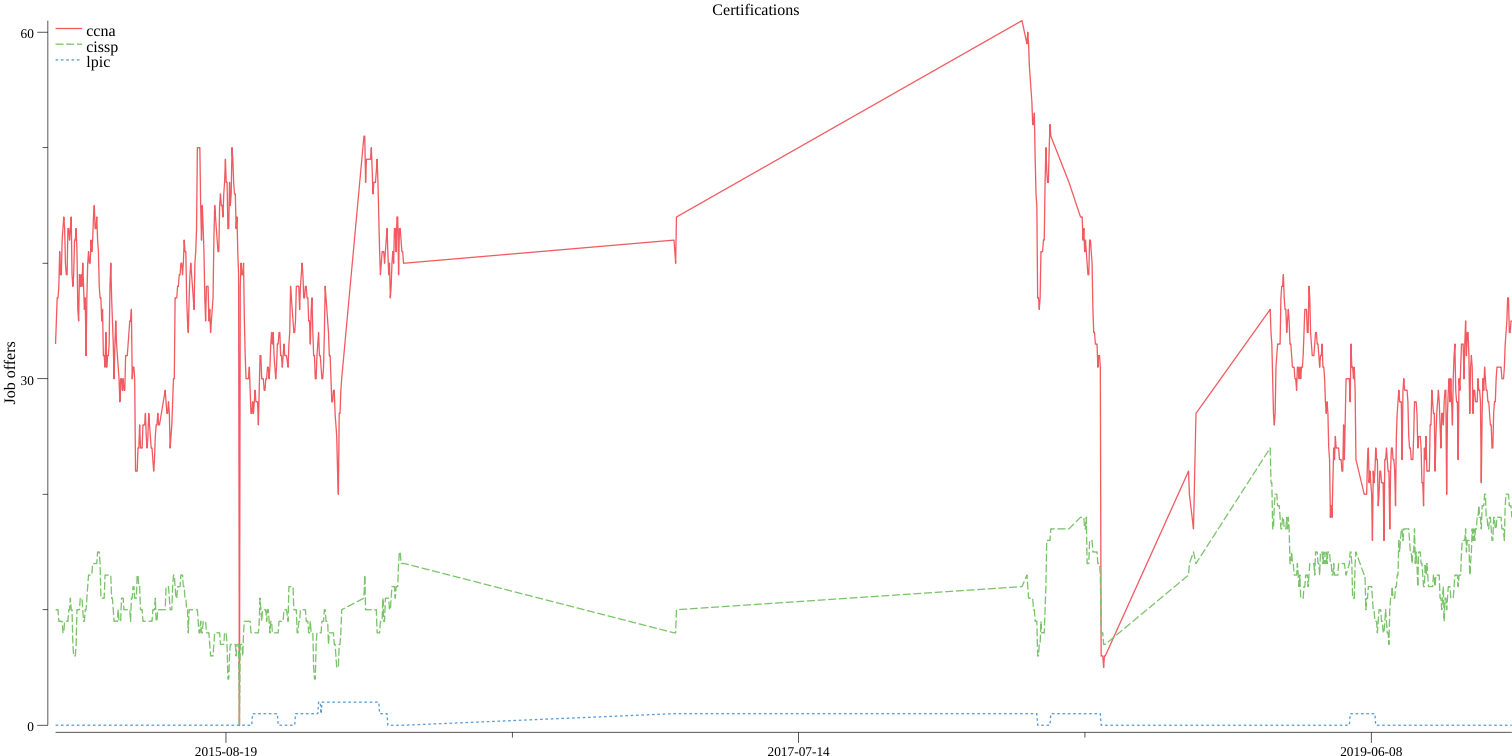 Certifications
60
ccna
cissp
lpic
Job offers
30
0
2015-08-19
2017-07-14
2019-06-08